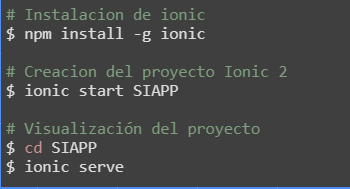 # Instalacion de ionic
$ npm install -g ionic
# Creacion del proyecto Ionic 2
$ ionic start SIAPP
# Visualización del proyecto
$ cd SIAPP
$ ionic serve